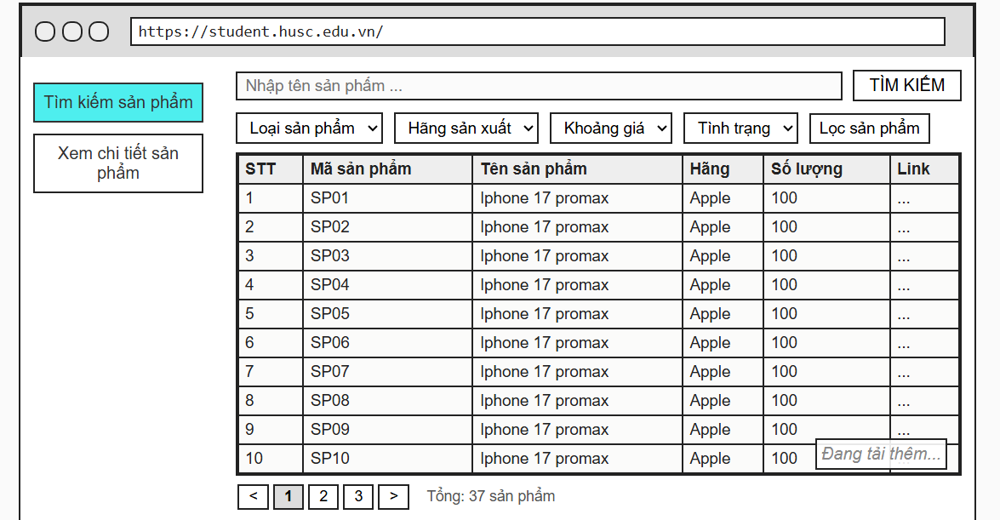 https://student.husc.edu.vn/
Tìm kiếm sản phẩm
Xem chi tiết sản
phẩm
Nhập tên sản phẩm ...
TÌM KIẾM
Loại sản phẩm
Hãng sản xuất
Khoảng giá
Tình trạng
Lọc sản phẩm
STT Mã sản phẩm Tên sản phẩm Hãng Số lượng Link
1 SP01 Iphone 17 promax Apple 100 ...
2 SP02 Iphone 17 promax Apple 100 ...
3 SP03 Iphone 17 promax Apple 100 ...
4 SP04 Iphone 17 promax Apple 100 ...
5 SP05 Iphone 17 promax Apple 100 ...
6 SP06 Iphone 17 promax Apple 100 ...
7 SP07 Iphone 17 promax Apple 100 ...
8 SP08 Iphone 17 promax Apple 100 ...
9 SP09 Iphone 17 promax Apple 100 ...
10 SP10 Iphone 17 promax Apple 100
Đang tải thêm...
< 1 2 3 > Tổng: 37 sản phẩm